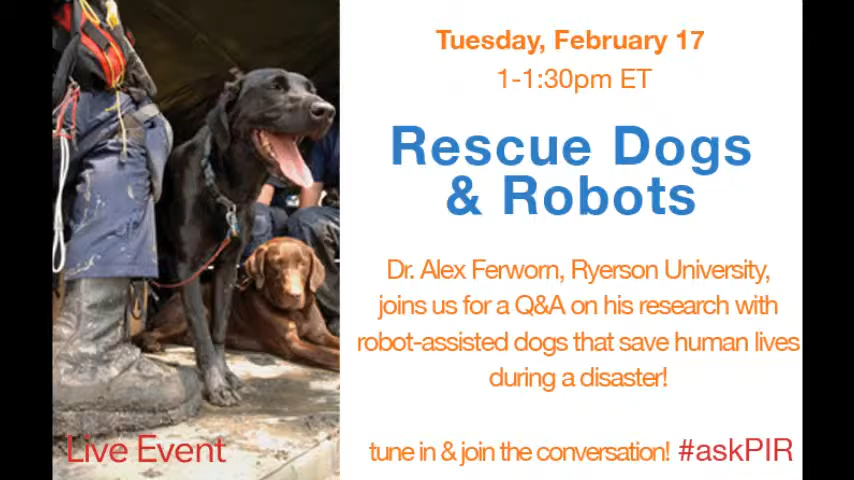 Tuesday, February 17
1-1:30pm ET
Rescue Dogs
& Robots
Dr. Alex Ferworn, Ryerson University,
joins us for a Q&A on his research with
robot-assisted dogs that save human lives
during a disaster!
Live Event
tune in & join the conversation! #askPIR